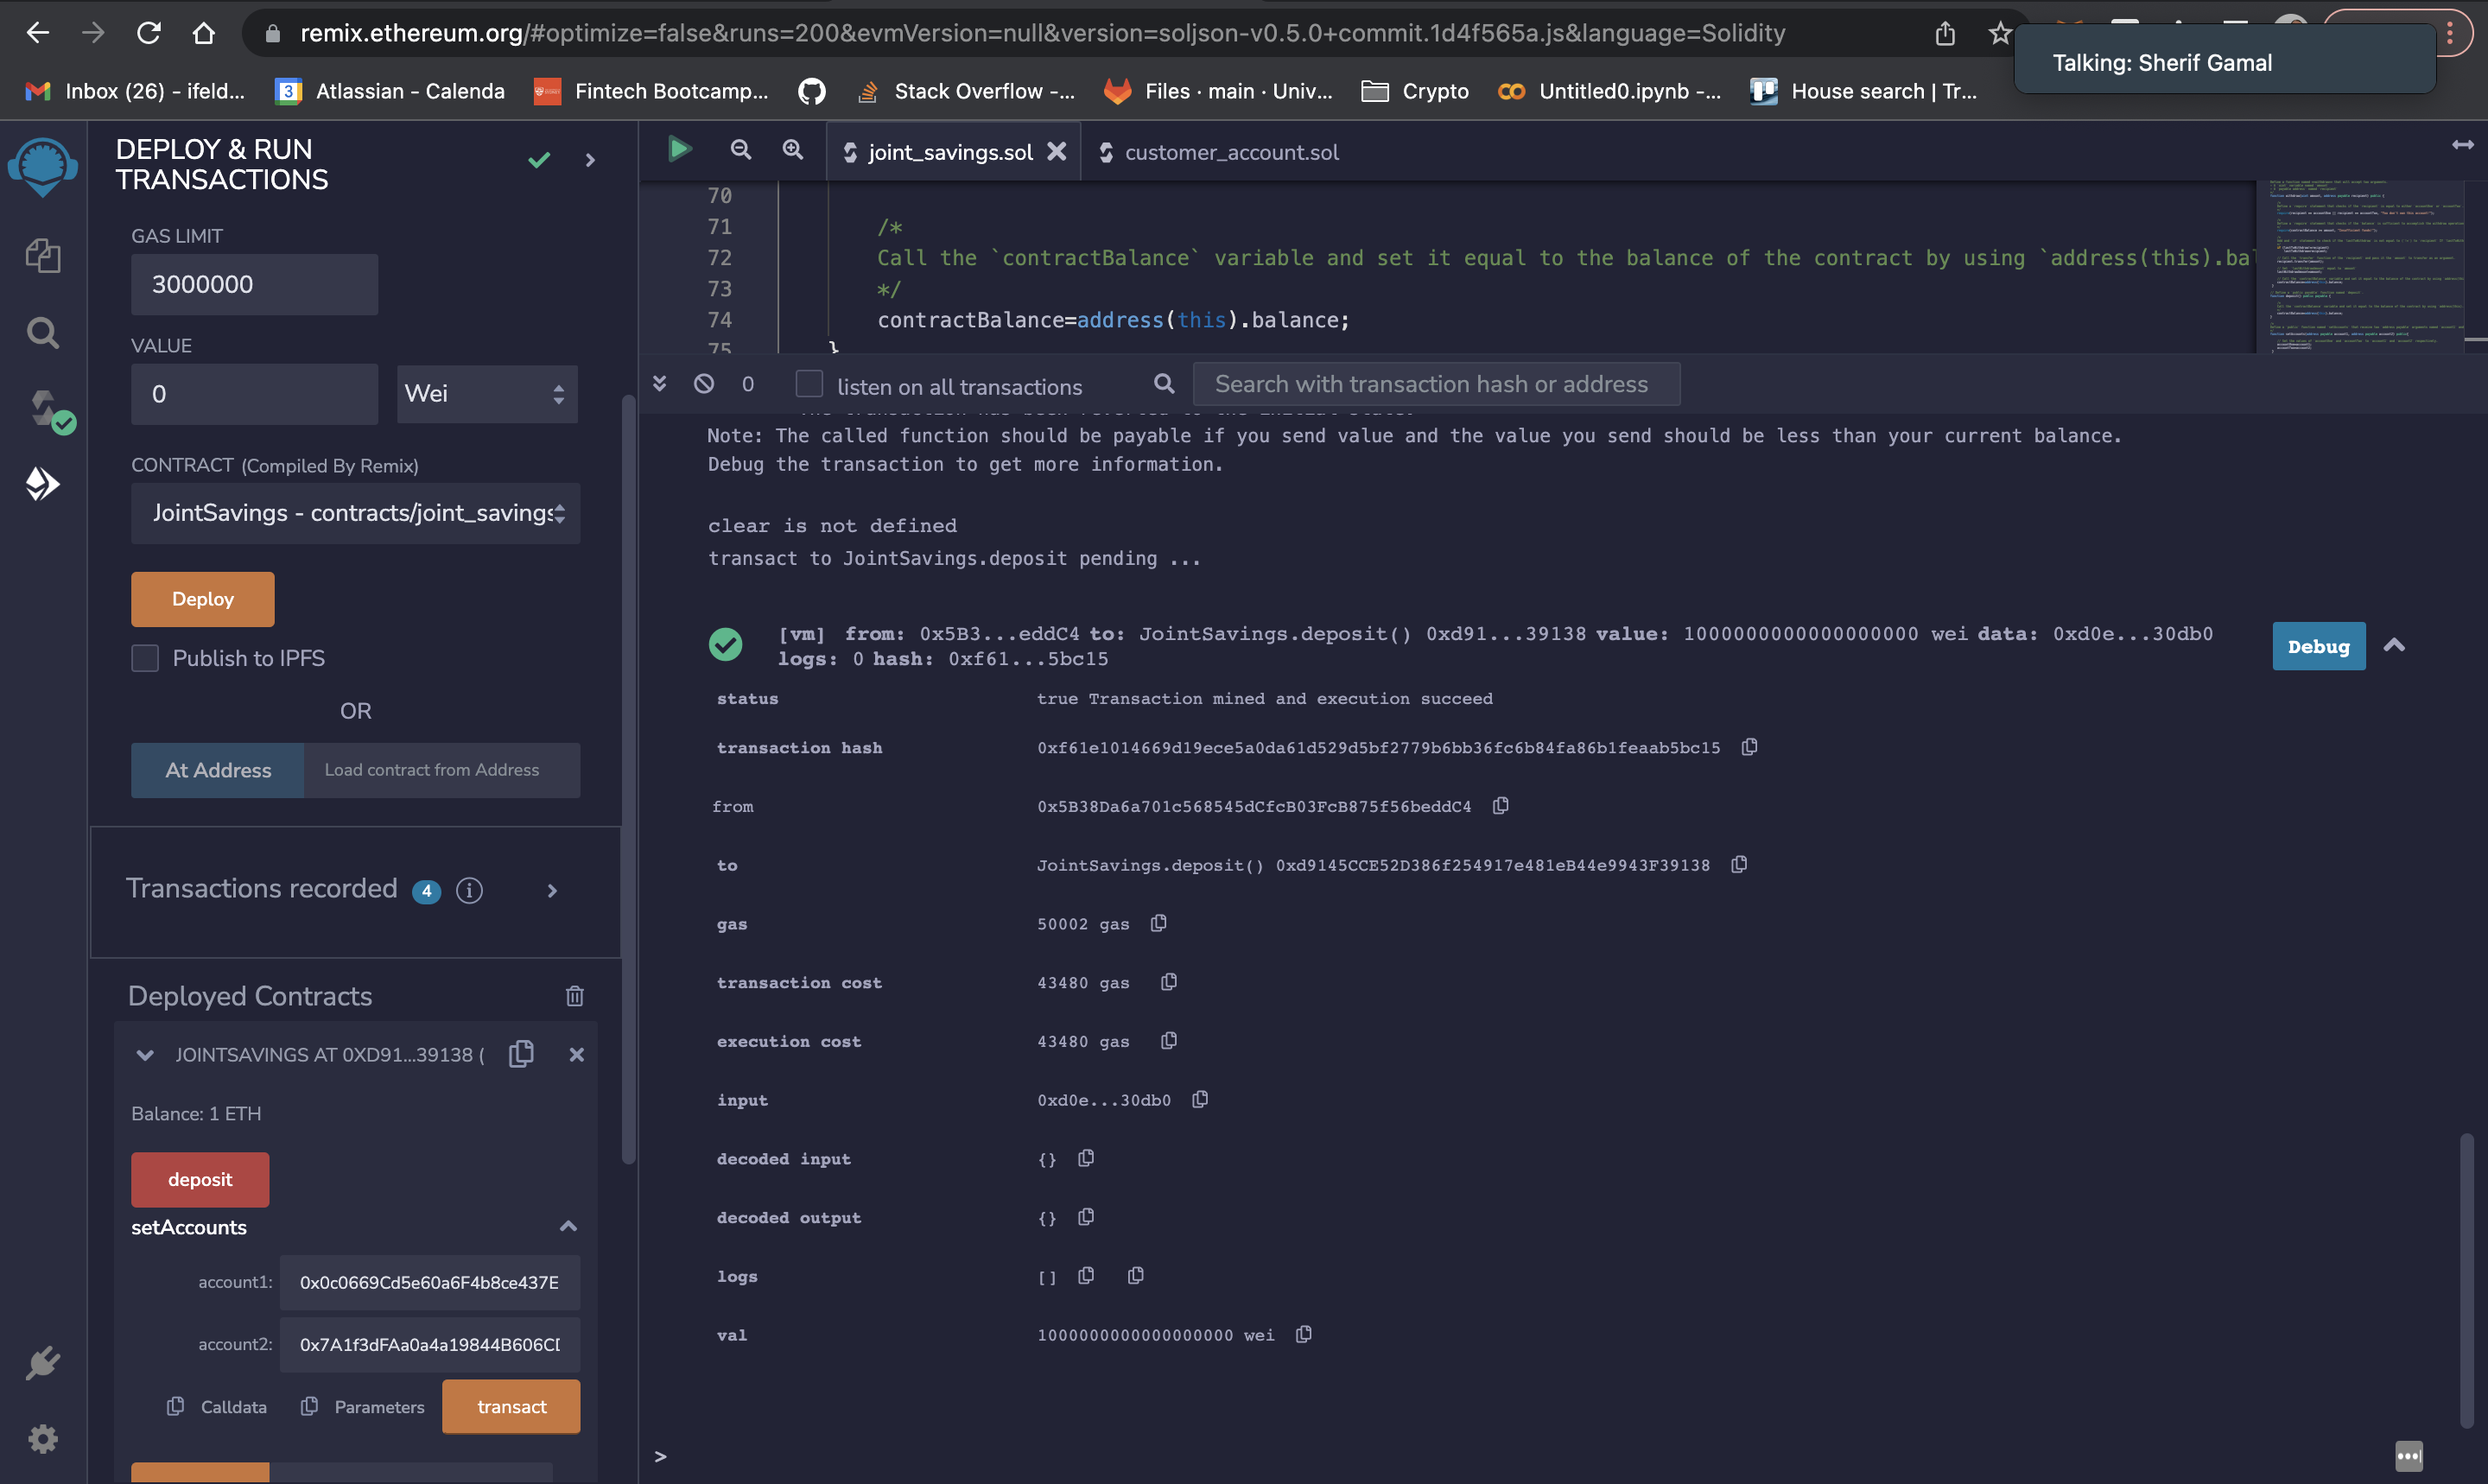 remix.ethereum.org/#optimize=false&runs=200&evmVersion=null&version=soljson-v0.5.0+commit.1d4f565a.js&language=Solidity
Talking: Sherif Gamal
Inbox (26) - ifeld...
3
Atlassian - Calenda
Fintech Bootcamp...
Stack Overflow -...
Files · main · Univ...
Crypto
Untitled0.ipynb -...
House search | Tr...
DEPLOY & RUN
TRANSACTIONS
GAS LIMIT
3000000
VALUE
0
Wei
CONTRACT (Compiled By Remix)
JointSavings - contracts/joint_savings
Deploy
Publish to IPFS
OR
At Address
Load contract from Address
Transactions recorded 4 i
Deployed Contracts
JOINTSAVINGS AT 0XD91...39138 (
Balance: 1 ETH
deposit
setAccounts
account1: 0x0c0669Cd5e60a6F4b8ce437E
account2: 0x7A1f3dFAa0a4a19844B606CD
Calldata
Parameters
transact
joint_savings.sol
customer_account.sol
70
71 /*
72 Call the `contractBalance` variable and set it equal to the balance of the contract by using `address(this).bal
73 */
74 contractBalance=address(this).balance;
75 }
0
listen on all transactions
Search with transaction hash or address
The transaction has been reverted to the initial state.
Note: The called function should be payable if you send value and the value you send should be less than your current balance.
Debug the transaction to get more information.
clear is not defined
transact to JointSavings.deposit pending ...
[vm] from: 0x5B3...eddC4 to: JointSavings.deposit() 0xd91...39138 value: 1000000000000000000 wei data: 0xd0e...30db0
logs: 0 hash: 0xf61...5bc15
Debug
status true Transaction mined and execution succeed
transaction hash 0xf61e1014669d19ece5a0da61d529d5bf2779b6bb36fc6b84fa86b1feaab5bc15
from 0x5B38Da6a701c568545dCfcB03FcB875f56beddC4
to JointSavings.deposit() 0xd9145CCE52D386f254917e481eB44e9943F39138
gas 50002 gas
transaction cost 43480 gas
execution cost 43480 gas
input 0xd0e...30db0
decoded input {}
decoded output {}
logs []
val 1000000000000000000 wei
>